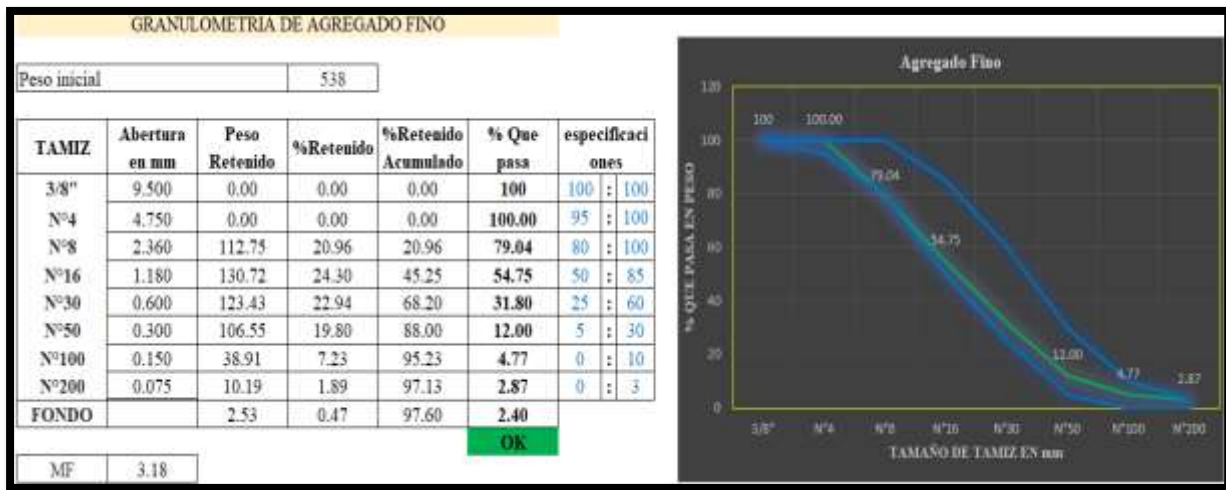 GRANULOMETRIA DE AGREGADO FINO
Peso inicial 538
TAMIZ Abertura en mm Peso Retenido %Retenido %Retenido Acumulado % Que pasa especificaciones
3/8" 9.500 0.00 0.00 0.00 100 100 : 100
N°4 4.750 0.00 0.00 0.00 100.00 95 : 100
N°8 2.360 112.75 20.96 20.96 79.04 80 : 100
N°16 1.180 130.72 24.30 45.25 54.75 50 : 85
N°30 0.600 123.43 22.94 68.20 31.80 25 : 60
N°50 0.300 106.55 19.80 88.00 12.00 5 : 30
N°100 0.150 38.91 7.23 95.23 4.77 0 : 10
N°200 0.075 10.19 1.89 97.13 2.87 0 : 3
FONDO 2.53 0.47 97.60 2.40
OK
MF 3.18
Agregado Fino
% QUE PASA EN PESO
120
100
80
60
40
20
0
100 100.00
79.04
54.75
12.00
4.77
2.87
3/8" N°4 N°8 N°16 N°30 N°50 N°100 N°200
TAMAÑO DE TAMIZ EN mm